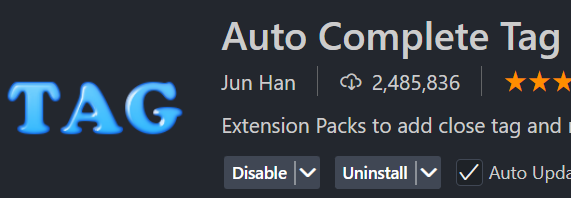 Auto Complete Tag
TAG
Jun Han 2,485,836
Extension Packs to add close tag and
Disable Uninstall Auto Upda